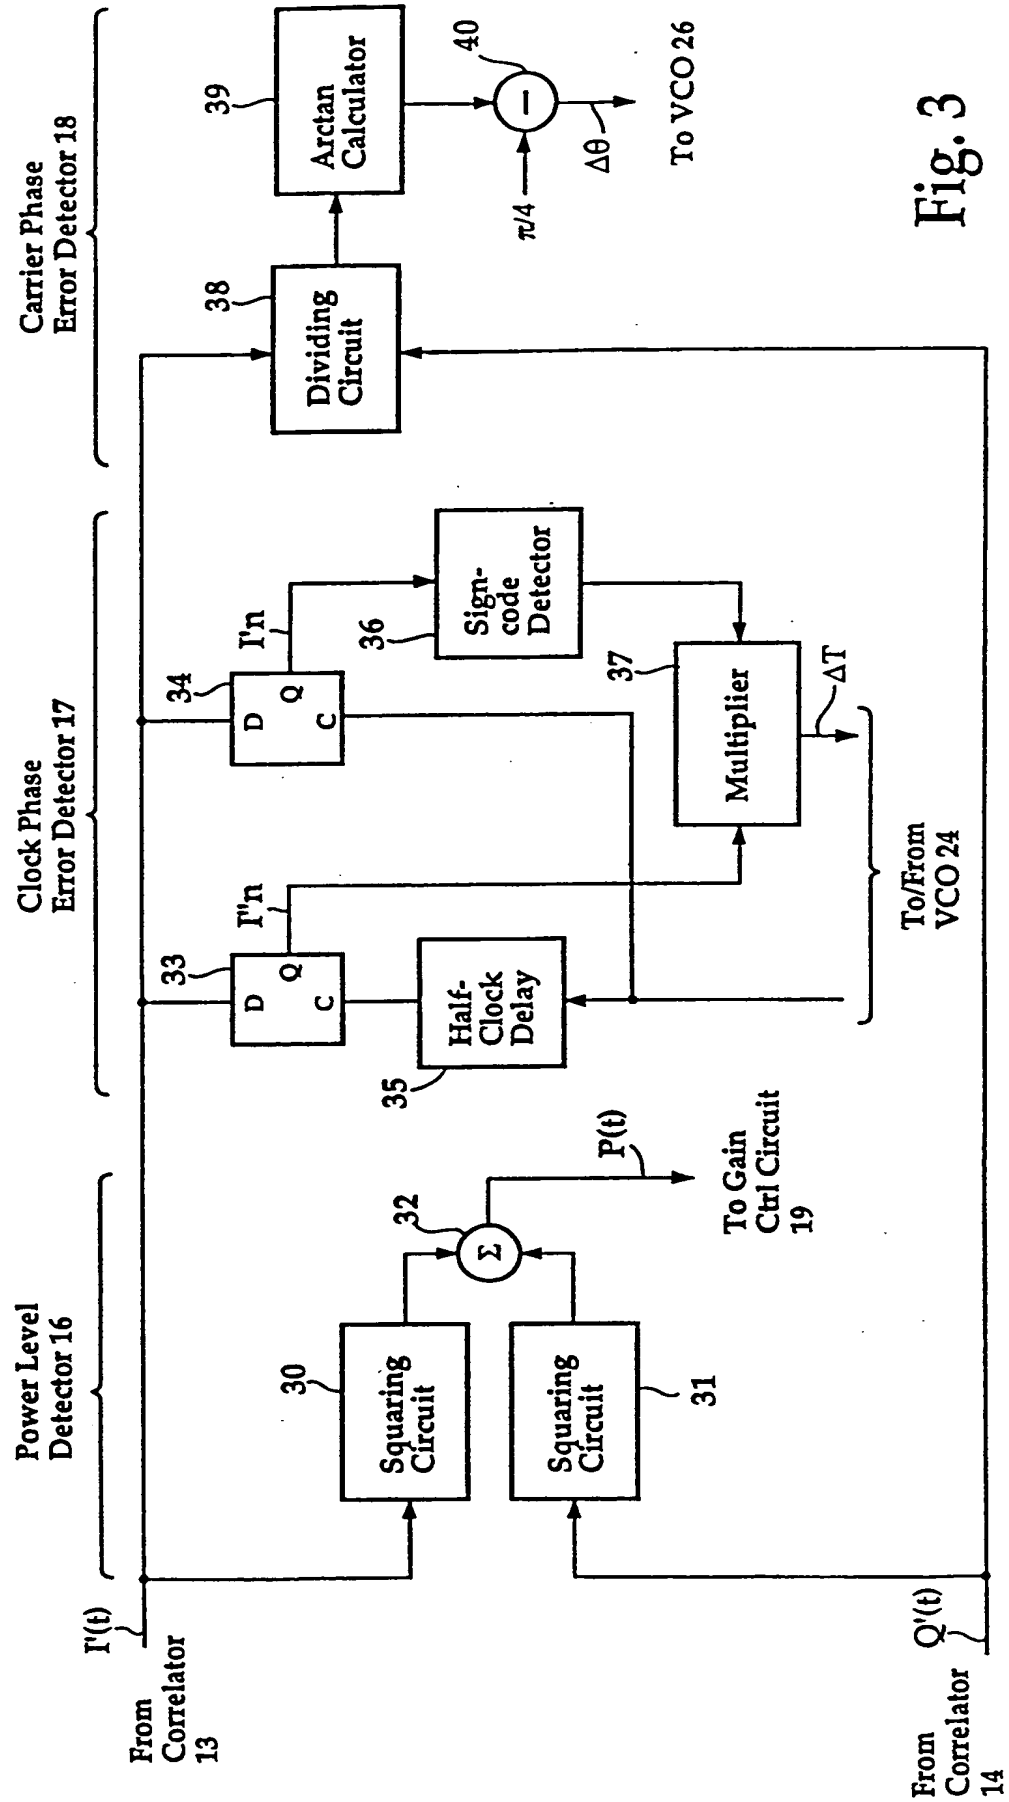 Power Level
Detector 16
Clock Phase
Error Detector 17
Carrier Phase
Error Detector 18
I'(t)
From
Correlator
13
30
Squaring
Circuit
Squaring
Circuit
31
32
Σ
P(t)
To Gain
Ctrl Circuit
19
33
D
Q
C
I"n
35
Half-
Clock
Delay
34
D
Q
C
I'n
36
Sign-
code
Detector
37
Multiplier
ΔT
To/From
VCO 24
38
Dividing
Circuit
39
Arctan
Calculator
40
−
π/4
Δθ
To VCO 26
Q'(t)
From
Correlator
14
Fig. 3